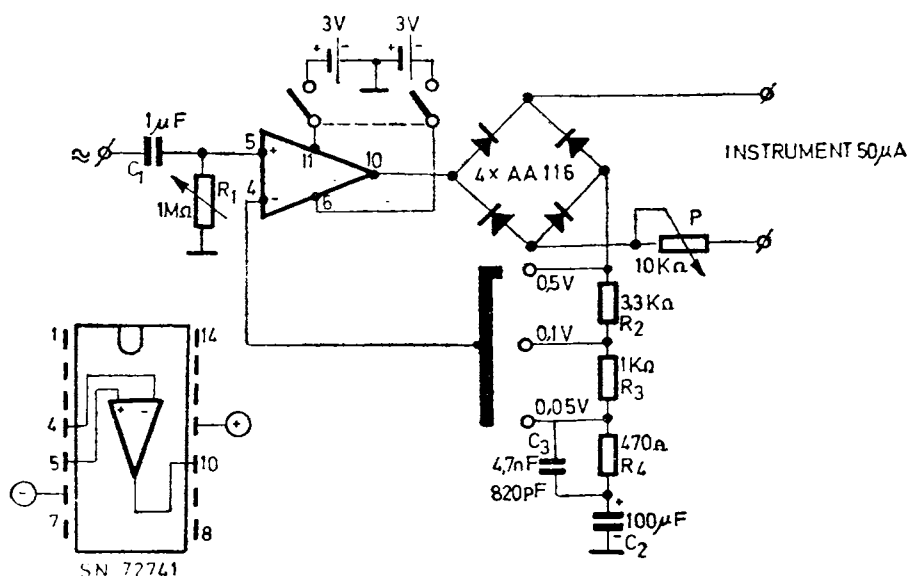 3V 3V
+ - + -
1µF
≈
C1
5 + 11 10
4 - 6
R1
1MΩ
4× AA 116
INSTRUMENT 50µA
P
10KΩ
0,5V
3,3KΩ
R2
0,1V
1KΩ
R3
0,05V
C3
4,7nF
820pF
470Ω
R4
+
100µF
-
C2
1 14
+ -
4 +
5 10
-
7 8
SN 72741